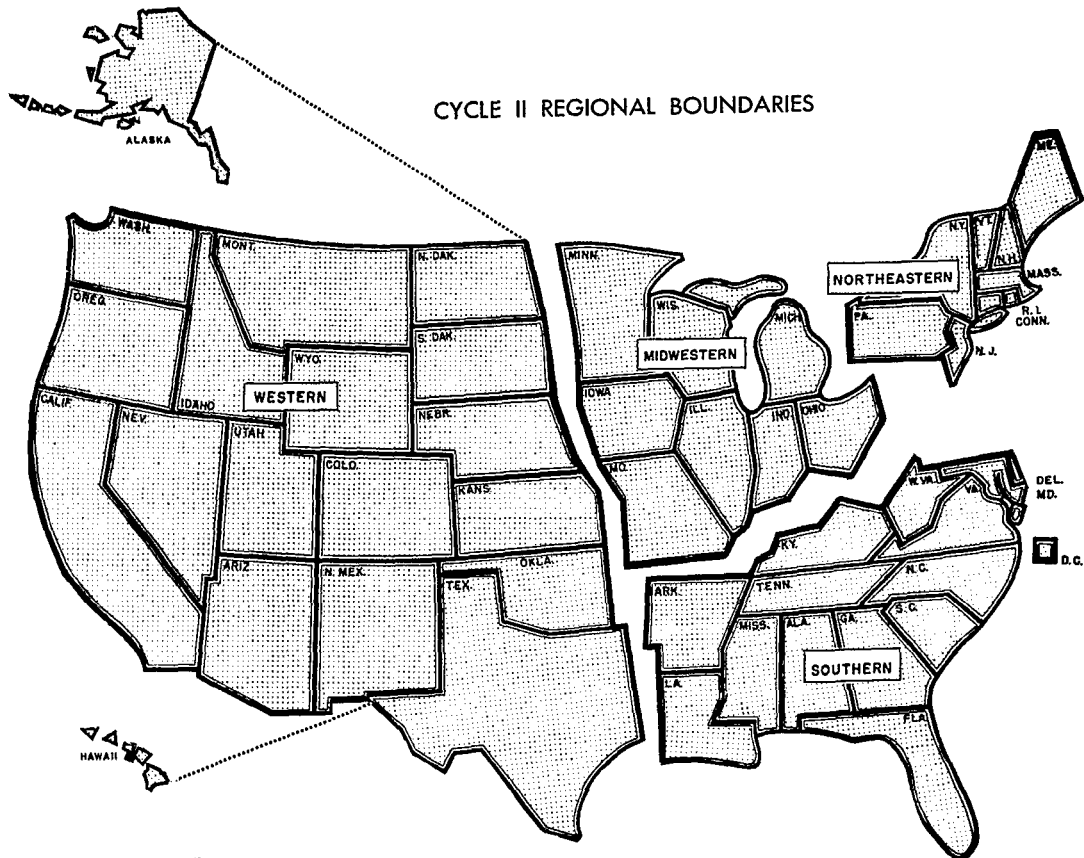 CYCLE II REGIONAL BOUNDARIES
ALASKA
WASH.
MONT.
N. DAK.
MINN.
N.Y.
VT.
ME.
N.H.
MASS.
NORTHEASTERN
OREG.
WIS.
MICH.
PA.
R. I.
CONN.
N. J.
S. DAK.
WYO.
MIDWESTERN
WESTERN
IDAHO
CALIF.
NEV.
UTAH
NEBR.
IOWA
ILL.
IND.
OHIO
COLO.
KANS.
MO.
W. VA.
VA.
DEL.
MD.
D.C.
ARIZ.
N. MEX.
TEX.
OKLA.
ARK.
KY.
TENN.
N.C.
S.C.
MISS.
ALA.
GA.
SOUTHERN
LA.
FLA.
HAWAII